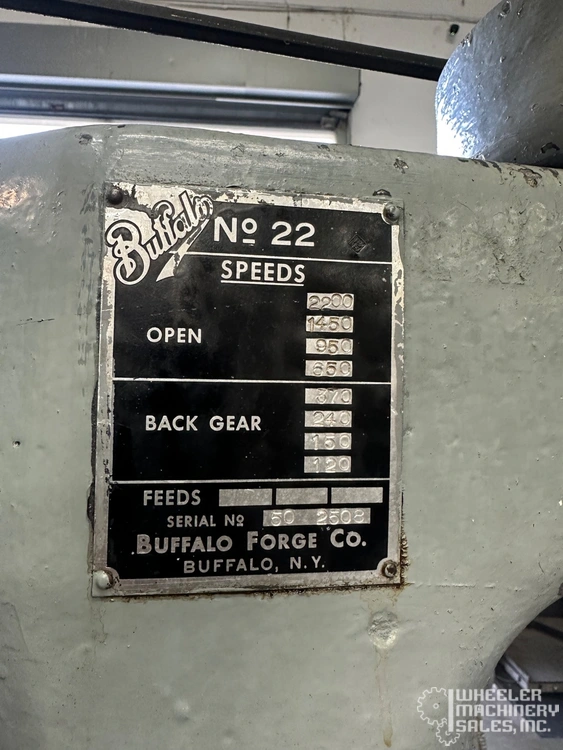 Buffalo Nº 22
SPEEDS
OPEN
2200
1450
950
650
BACK GEAR
370
240
150
120
FEEDS
SERIAL Nº 50 2508
BUFFALO FORGE CO.
BUFFALO, N.Y.
WHEELER
MACHINERY
SALES, INC.